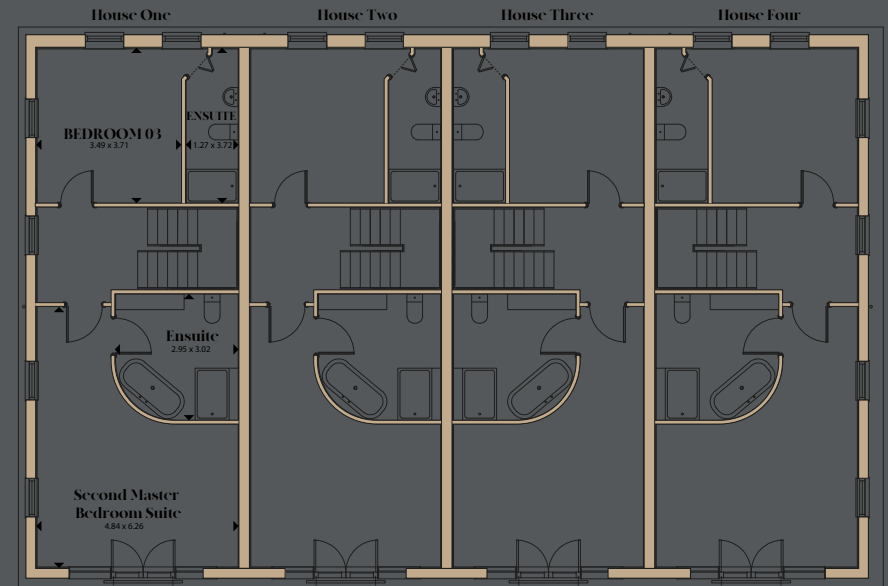 House One
House Two
House Three
House Four
BEDROOM 03
3.49 x 3.71
ENSUITE
1.27 x 3.72
Ensuite
2.95 x 3.02
Second Master
Bedroom Suite
4.84 x 6.26